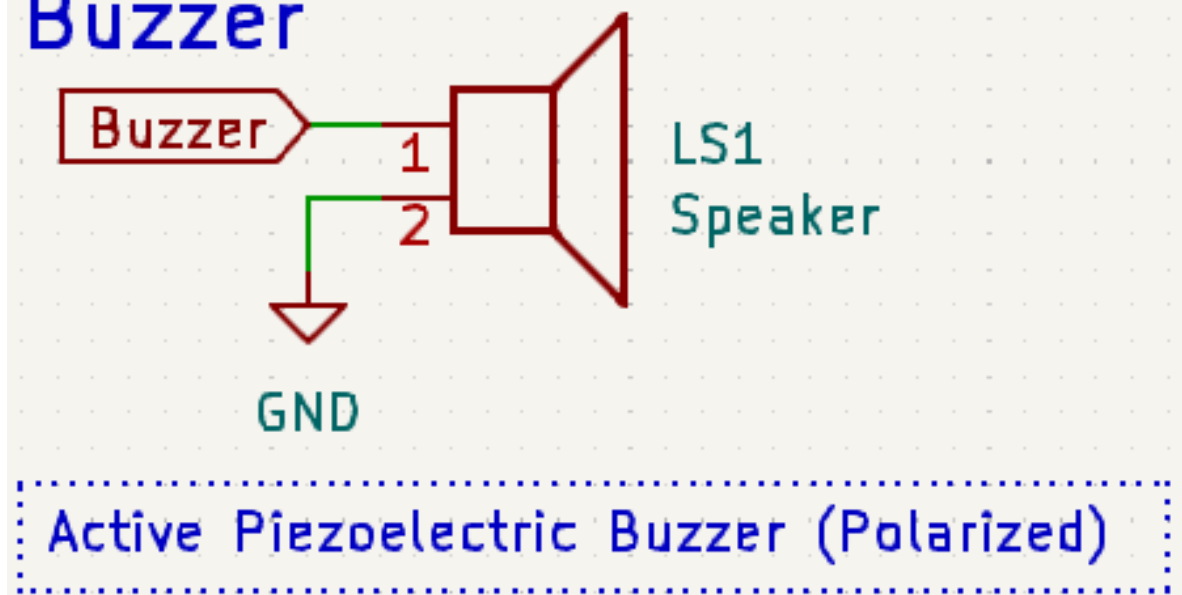 Buzzer
Buzzer
1
2
LS1
Speaker
GND
Active Piezoelectric Buzzer (Polarized)